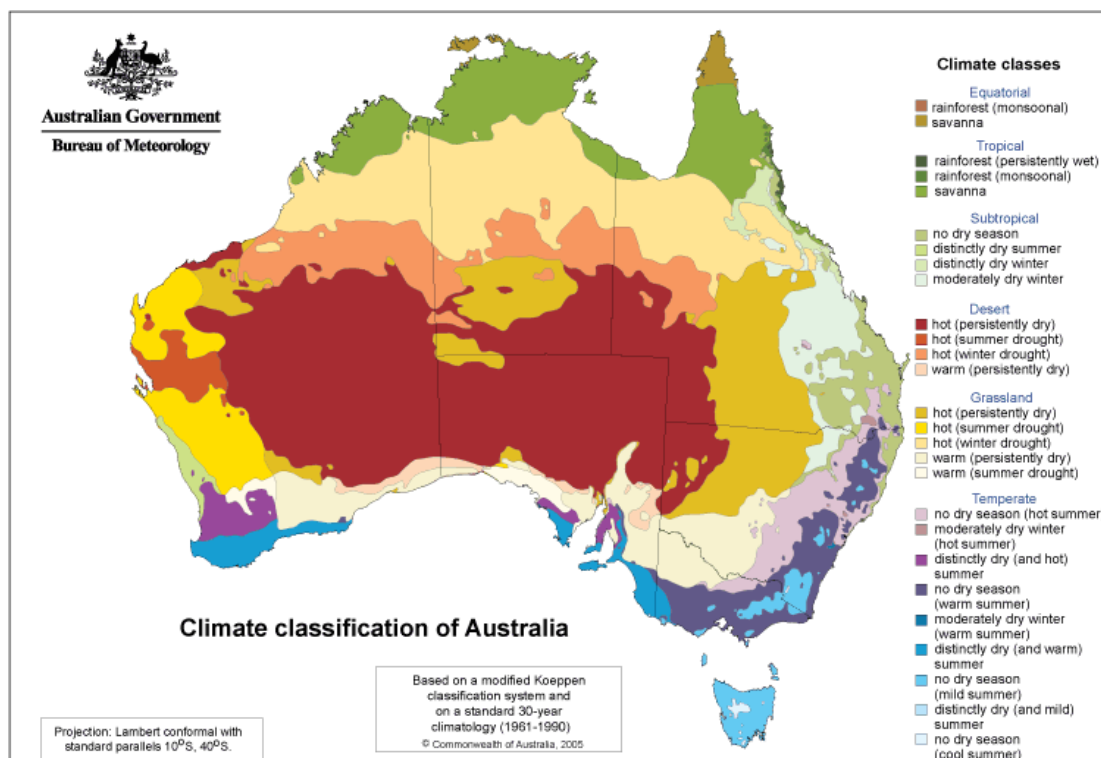 Australian Government
Bureau of Meteorology
Climate classes
Equatorial
rainforest (monsoonal)
savanna
Tropical
rainforest (persistently wet)
rainforest (monsoonal)
savanna
Subtropical
no dry season
distinctly dry summer
distinctly dry winter
moderately dry winter
Desert
hot (persistently dry)
hot (summer drought)
hot (winter drought)
warm (persistently dry)
Grassland
hot (persistently dry)
hot (summer drought)
hot (winter drought)
warm (persistently dry)
warm (summer drought)
Temperate
no dry season (hot summer
moderately dry winter
(hot summer)
distinctly dry (and hot)
summer
no dry season
(warm summer)
moderately dry winter
(warm summer)
distinctly dry (and warm)
summer
no dry season
(mild summer)
distinctly dry (and mild)
summer
no dry season
(cool summer)
Climate classification of Australia
Based on a modified Koeppen
classification system and
on a standard 30-year
climatology (1961-1990)
© Commonwealth of Australia, 2005
Projection: Lambert conformal with
standard parallels 10°S, 40°S.